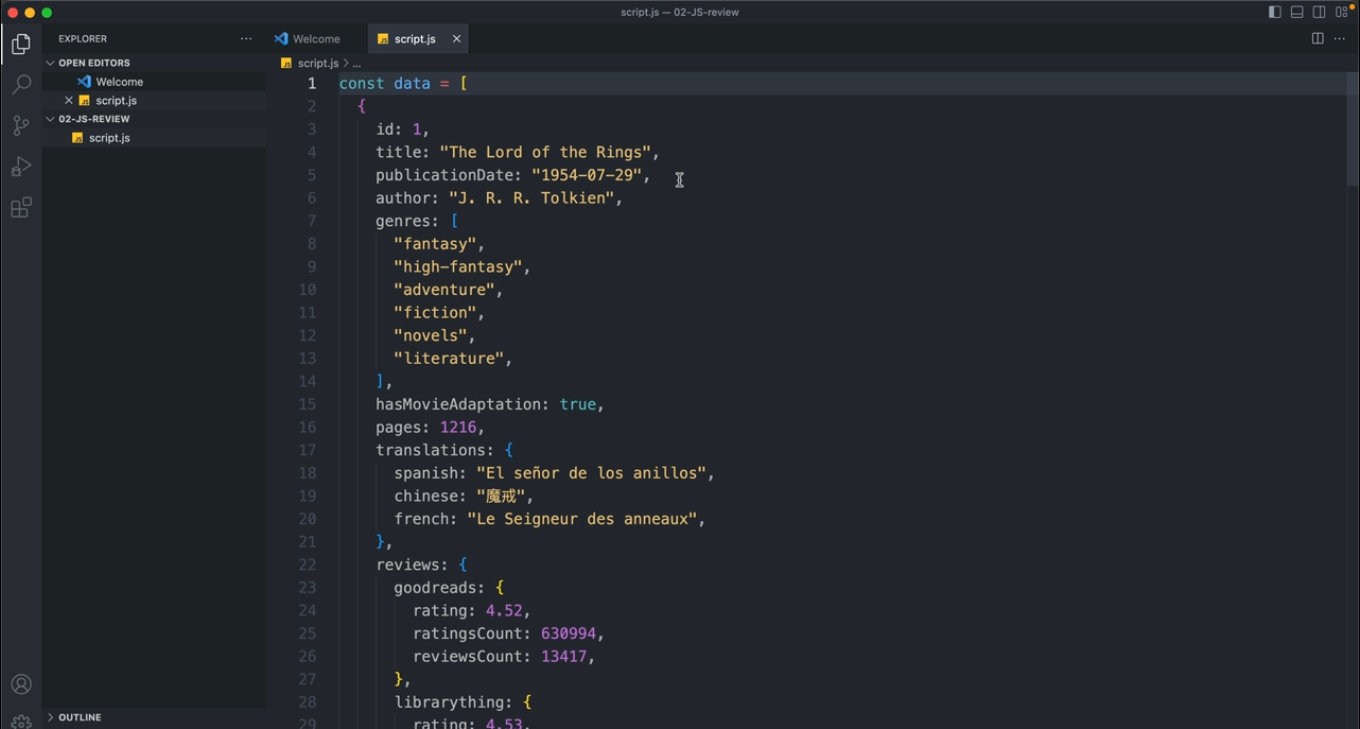 script.js — 02-JS-review
EXPLORER
OPEN EDITORS
Welcome
script.js
02-JS-REVIEW
script.js
OUTLINE
Welcome
script.js
script.js > ...
1 const data = [
2 {
3 id: 1,
4 title: "The Lord of the Rings",
5 publicationDate: "1954-07-29",
6 author: "J. R. R. Tolkien",
7 genres: [
8 "fantasy",
9 "high-fantasy",
10 "adventure",
11 "fiction",
12 "novels",
13 "literature",
14 ],
15 hasMovieAdaptation: true,
16 pages: 1216,
17 translations: {
18 spanish: "El señor de los anillos",
19 chinese: "魔戒",
20 french: "Le Seigneur des anneaux",
21 },
22 reviews: {
23 goodreads: {
24 rating: 4.52,
25 ratingsCount: 630994,
26 reviewsCount: 13417,
27 },
28 librarything: {
29 rating: 4.53,